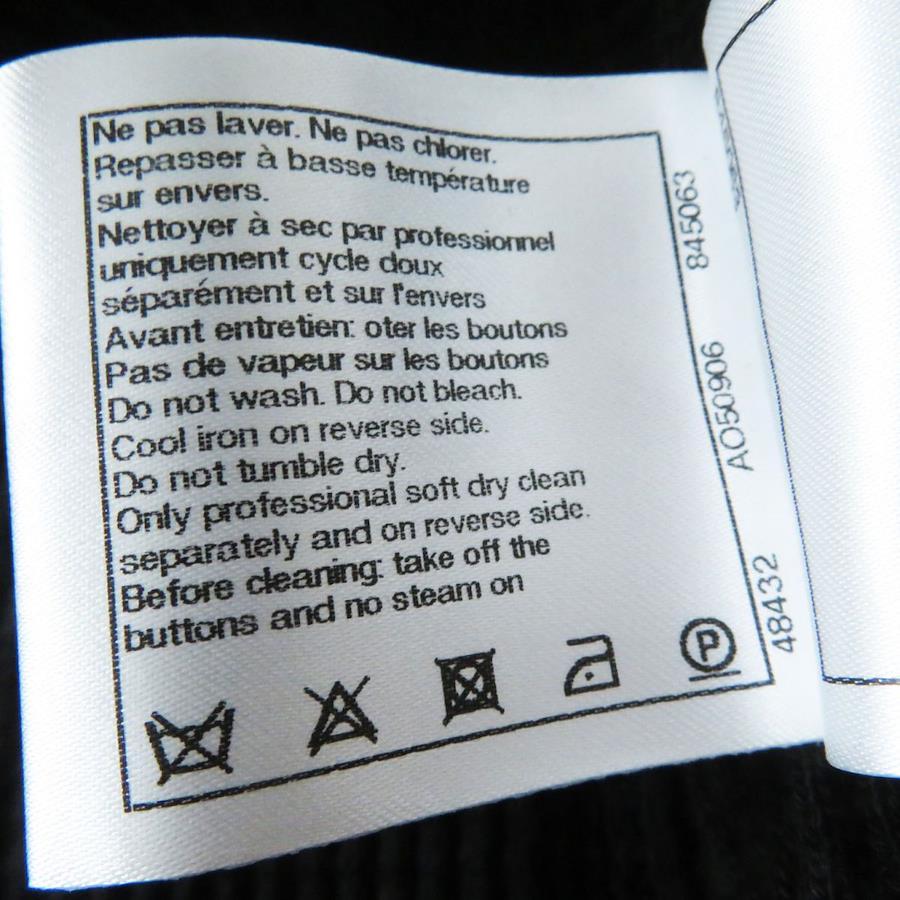 Ne pas laver. Ne pas chlorer.
Repasser à basse température
sur envers.
Nettoyer à sec par professionnel
uniquement cycle doux
séparément et sur l'envers
Avant entretien: oter les boutons
Pas de vapeur sur les boutons
Do not wash. Do not bleach.
Cool iron on reverse side.
Do not tumble dry.
Only professional soft dry clean
separately and on reverse side.
Before cleaning: take off the
buttons and no steam on
P
48432 AO50906 845063